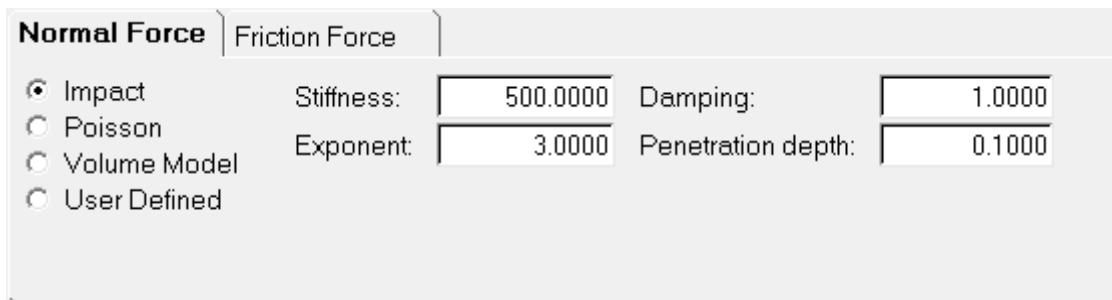 Normal Force Friction Force
Impact Stiffness: 500.0000 Damping: 1.0000
Poisson
Exponent: 3.0000 Penetration depth: 0.1000
Volume Model
User Defined